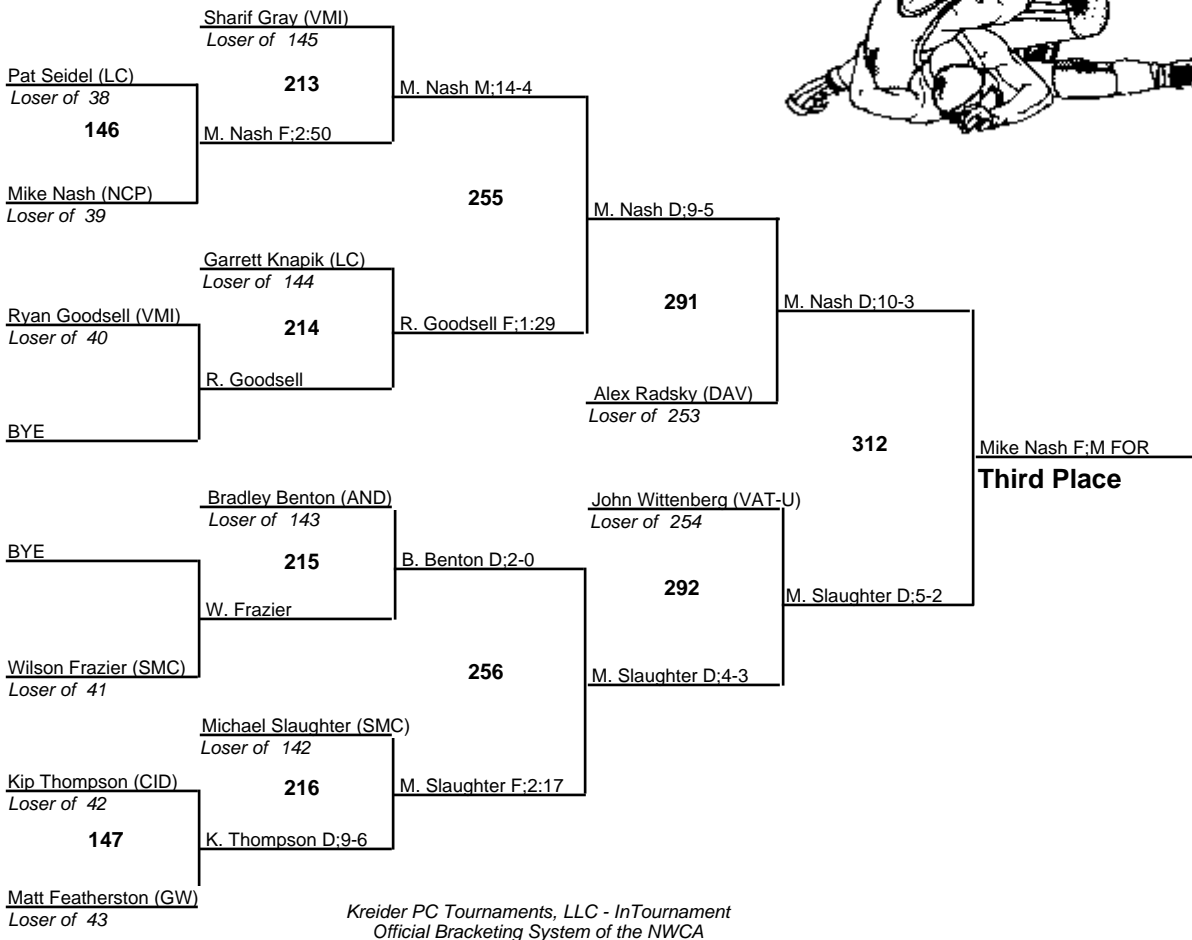 Sharif Gray (VMI)
Loser of 145
Pat Seidel (LC)
Loser of 38
213
M. Nash M;14-4
146
M. Nash F;2:50
Mike Nash (NCP)
Loser of 39
255
M. Nash D;9-5
Garrett Knapik (LC)
Loser of 144
Ryan Goodsell (VMI)
Loser of 40
214
R. Goodsell F;1:29
291
M. Nash D;10-3
R. Goodsell
Alex Radsky (DAV)
Loser of 253
BYE
312
Mike Nash F;M FOR
Third Place
Bradley Benton (AND)
Loser of 143
John Wittenberg (VAT-U)
Loser of 254
BYE
215
B. Benton D;2-0
292
W. Frazier
M. Slaughter D;5-2
Wilson Frazier (SMC)
Loser of 41
256
M. Slaughter D;4-3
Michael Slaughter (SMC)
Loser of 142
Kip Thompson (CID)
Loser of 42
216
M. Slaughter F;2:17
147
K. Thompson D;9-6
Matt Featherston (GW)
Loser of 43
Kreider PC Tournaments, LLC - InTournament
Official Bracketing System of the NWCA